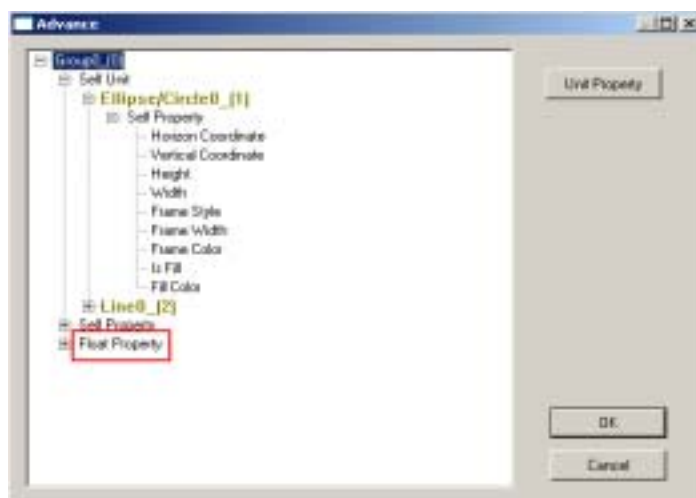 Advance
Group0_(0)
Self Unit
Ellipse/Circle0_(1)
Self Property
Horizon Coordinate
Vertical Coordinate
Height
Width
Frame Style
Frame Width
Frame Color
Is Fill
Fill Color
Line0_(2)
Self Property
Float Property
Unit Property
OK
Cancel